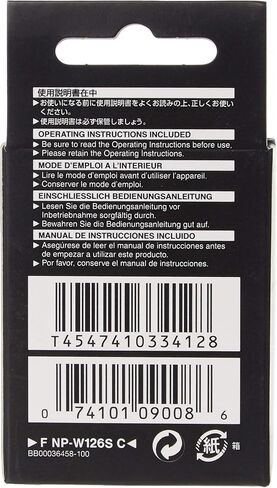 使用説明書在中
➤お使いになる前に使用説明書をよくお読みの上、正しくお使い
ください。
➤使用説明書は必ず保管しましょう。
OPERATING INSTRUCTIONS INCLUDED
➤ Be sure to read the Operating Instructions before use.
➤ Please retain the Operating Instructions.
MODE D'EMPLOI A L'INTERIEUR
➤ Lire le mode d'emploi avant d'utiliser l'appareil.
➤ Conserver le mode d'emploi.
EINSCHLIESSLICH BEDIENUNGSANLEITUNG
➤ Lesen Sie die Bedienungsanleitung vor
Inbetriebnahme sorgfältig durch.
➤ Bewahren Sie die Bedienungsanleitung gut auf.
MANUAL DE INSTRUCCIONES INCLUIDO
➤ Asegúrese de leer el manual de instrucciones antes
de empezar a utilizar este producto.
➤ Por favor, conserve el manual de instrucciones.
T4547410334128
0 74101 09008 6
➤ F NP-W126S C ◀
BB00036458-100
紙 箱